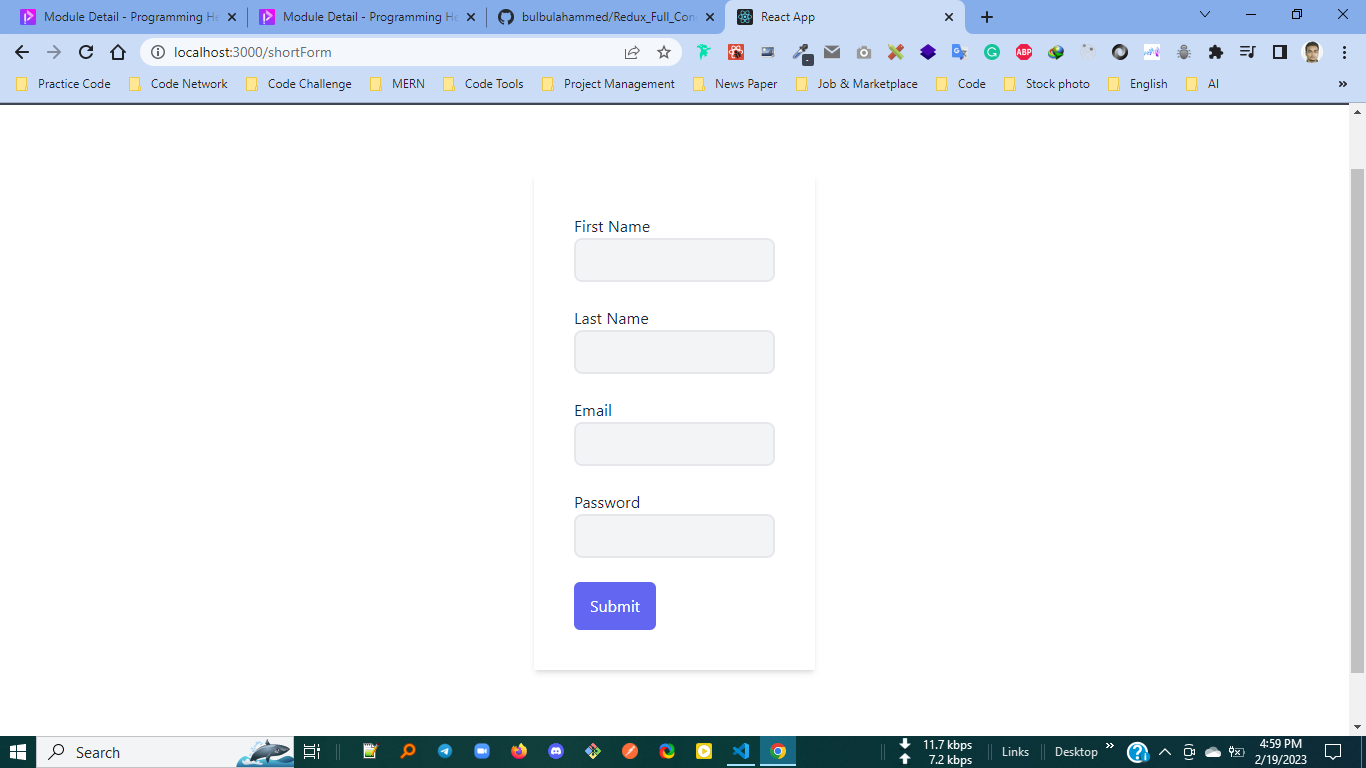 Module Detail - Programming He
Module Detail - Programming He
bulbulahammed/Redux_Full_Con
React App
localhost:3000/shortForm
ABP
Practice Code
Code Network
Code Challenge
MERN
Code Tools
Project Management
News Paper
Job & Marketplace
Code
Stock photo
English
AI
First Name
Last Name
Email
Password
Submit
Search
11.7 kbps
7.2 kbps
Links
Desktop
4:59 PM
2/19/2023